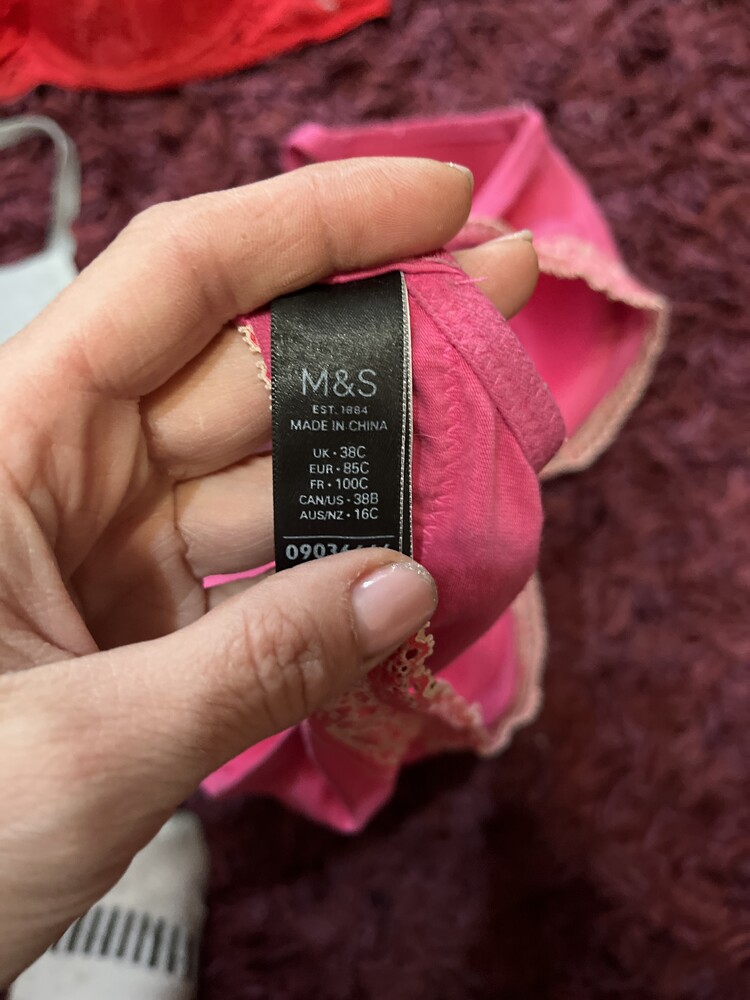 M&S
EST. 1884
MADE IN CHINA
UK • 38C
EUR • 85C
FR • 100C
CAN/US • 38B
AUS/NZ • 16C